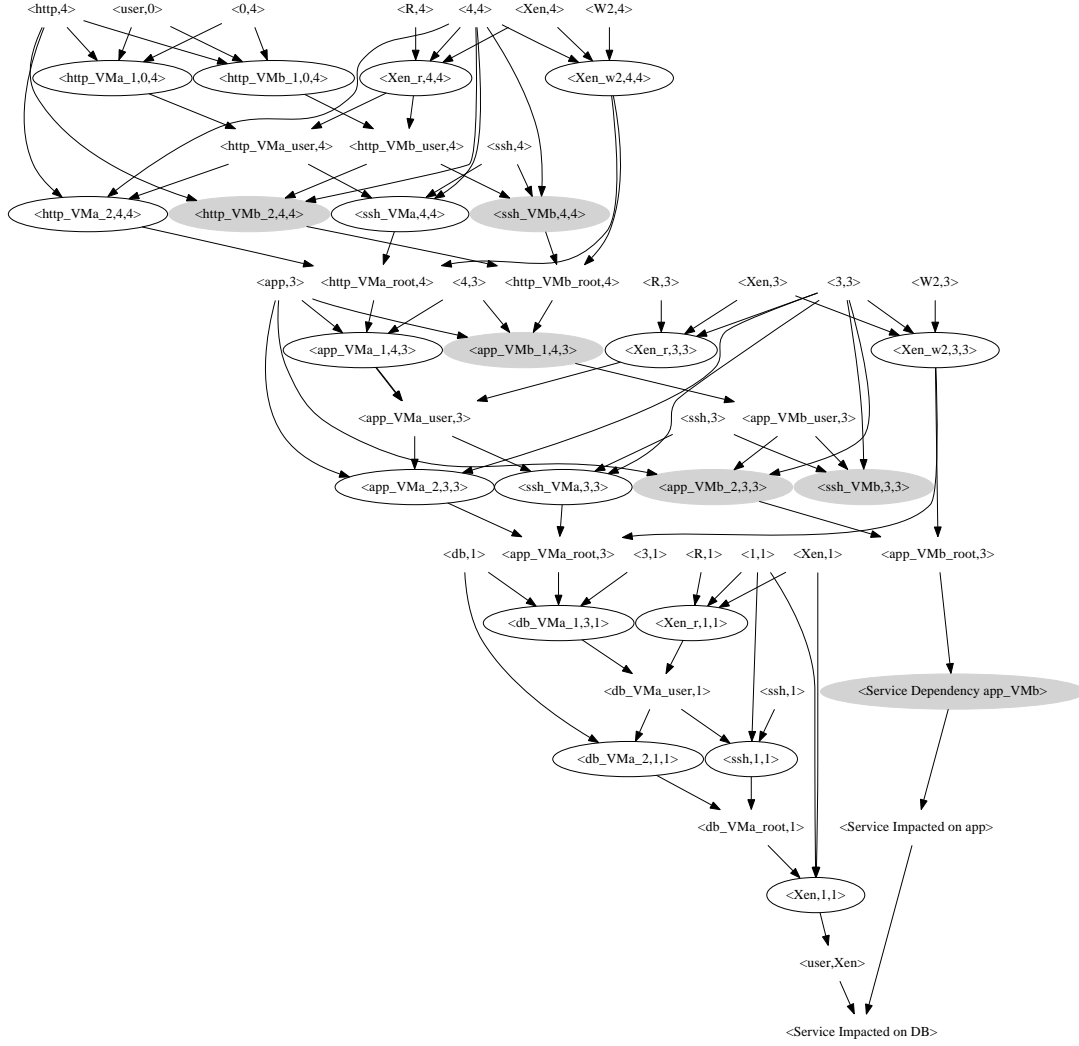 <http,4> <user,0> <0,4> <R,4> <4,4> <Xen,4> <W2,4>
<http_VMa_1,0,4> <http_VMb_1,0,4> <Xen_r,4,4> <Xen_w2,4,4>
<http_VMa_user,4> <http_VMb_user,4> <ssh,4>
<http_VMa_2,4,4> <http_VMb_2,4,4> <ssh_VMa,4,4> <ssh_VMb,4,4>
<app,3> <http_VMa_root,4> <4,3> <http_VMb_root,4> <R,3> <Xen,3> <3,3> <W2,3>
<app_VMa_1,4,3> <app_VMb_1,4,3> <Xen_r,3,3> <Xen_w2,3,3>
<app_VMa_user,3> <ssh,3> <app_VMb_user,3>
<app_VMa_2,3,3> <ssh_VMa,3,3> <app_VMb_2,3,3> <ssh_VMb,3,3>
<db,1> <app_VMa_root,3> <3,1> <R,1> <1,1> <Xen,1> <app_VMb_root,3>
<db_VMa_1,3,1> <Xen_r,1,1>
<db_VMa_user,1> <ssh,1> <Service Dependency app_VMb>
<db_VMa_2,1,1> <ssh,1,1>
<db_VMa_root,1> <Service Impacted on app>
<Xen,1,1>
<user,Xen>
<Service Impacted on DB>